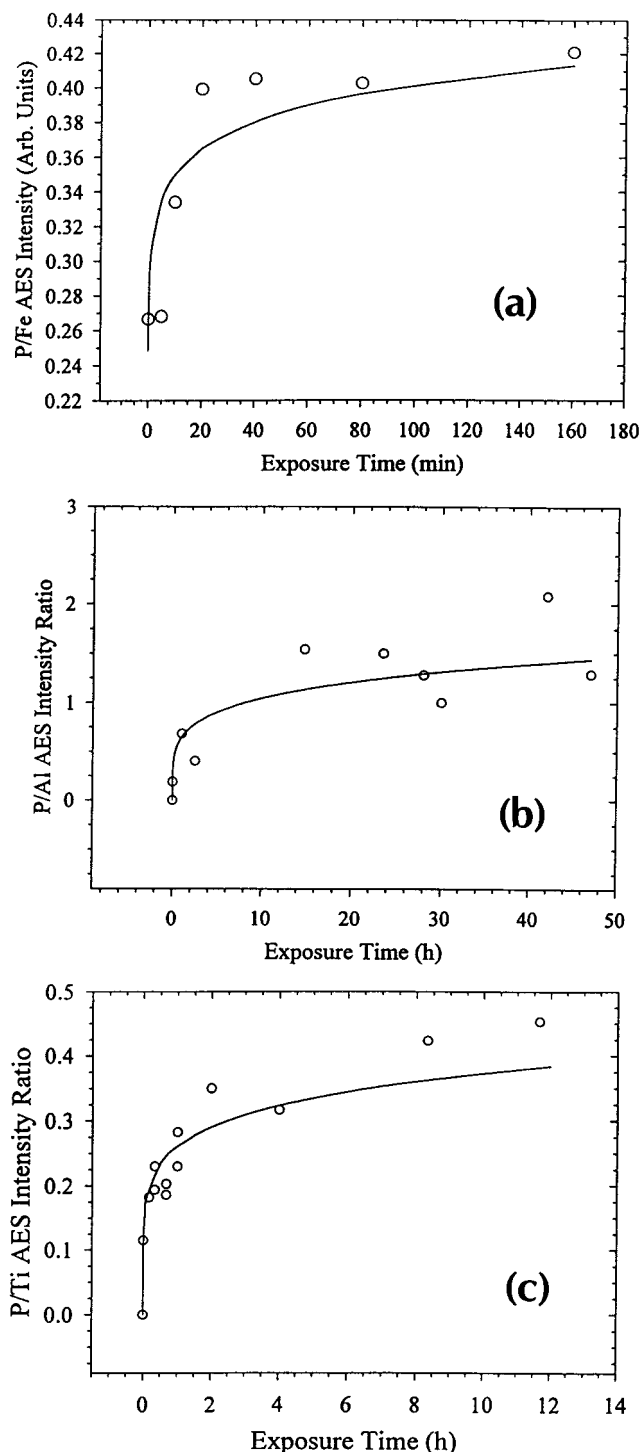 0.44
0.42
0.40
0.38
0.36
0.34
0.32
0.30
0.28
0.26
0.24
0.22
P/Fe AES Intensity (Arb. Units)
(a)
0 20 40 60 80 100 120 140 160 180
Exposure Time (min)
3
2
1
0
P/Al AES Intensity Ratio
(b)
0 10 20 30 40 50
Exposure Time (h)
0.5
0.4
0.3
0.2
0.1
0.0
P/Ti AES Intensity Ratio
(c)
0 2 4 6 8 10 12 14
Exposure Time (h)